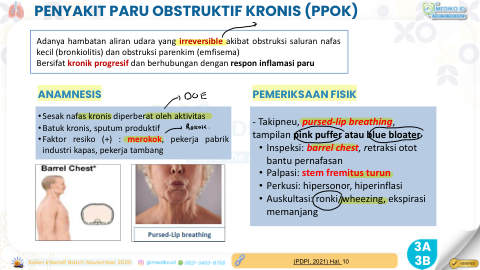 PENYAKIT PARU OBSTRUKTIF KRONIS (PPOK)
Adanya hambatan aliran udara yang irreversible akibat obstruksi saluran nafas
kecil (bronkiolitis) dan obstruksi parenkim (emfisema)
Bersifat kronik progresif dan berhubungan dengan respon inflamasi paru
ANAMNESIS
DOE
• Sesak nafas kronis diperberat oleh aktivitas
• Batuk kronis, sputum produktif
• Faktor resiko (+) : merokok, pekerja pabrik
industri kapas, pekerja tambang
Barrel Chest*
Pursed-Lip breathing
PEMERIKSAAN FISIK
- Takipneu, pursed-lip breathing,
tampilan pink puffer atau blue bloater
• Inspeksi: barrel chest, retraksi otot
bantu pernafasan
• Palpasi: stem fremitus turun
• Perkusi: hipersonor, hiperinflasi
• Auskultasi: ronki/wheezing, ekspirasi
memanjang
(PDPI, 2021) Hal. 10
3A
3B